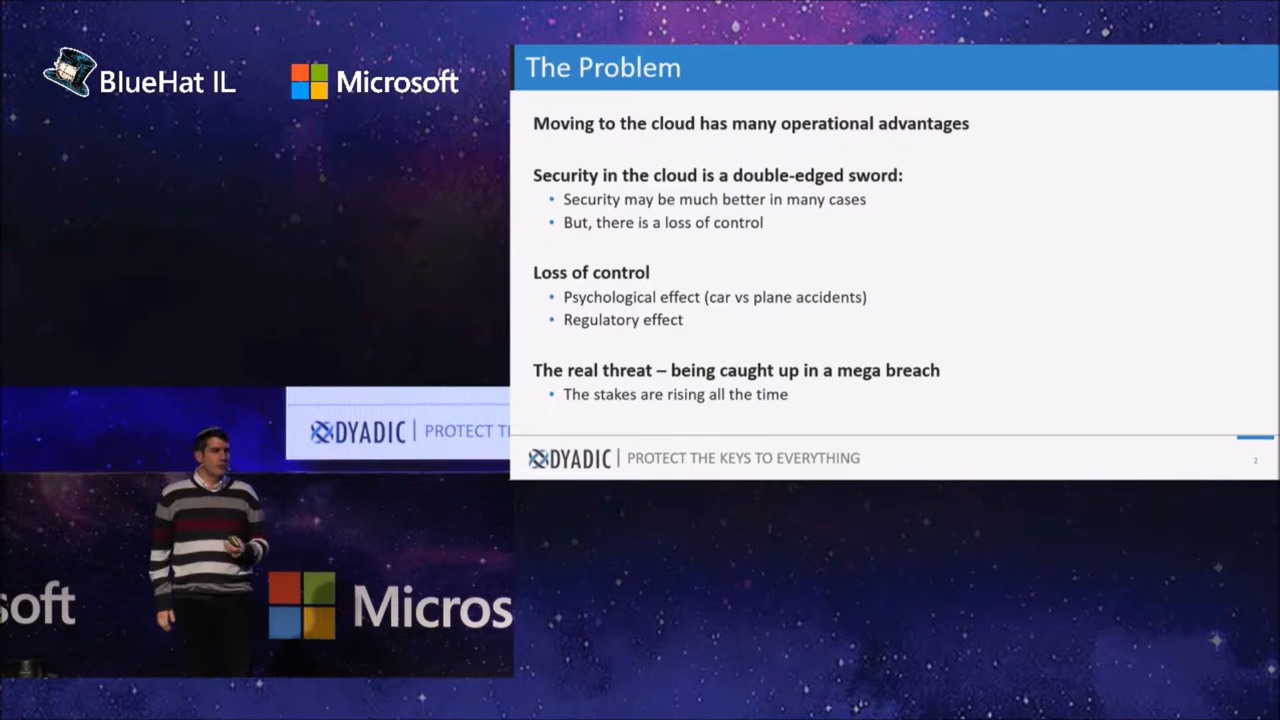 BlueHat IL
Microsoft
The Problem
Moving to the cloud has many operational advantages
Security in the cloud is a double-edged sword:
• Security may be much better in many cases
• But, there is a loss of control
Loss of control
• Psychological effect (car vs plane accidents)
• Regulatory effect
The real threat – being caught up in a mega breach
• The stakes are rising all the time
DYADIC | PROTECT THE KEYS TO EVERYTHING
2
DYADIC | PROTECT T
soft
Micros